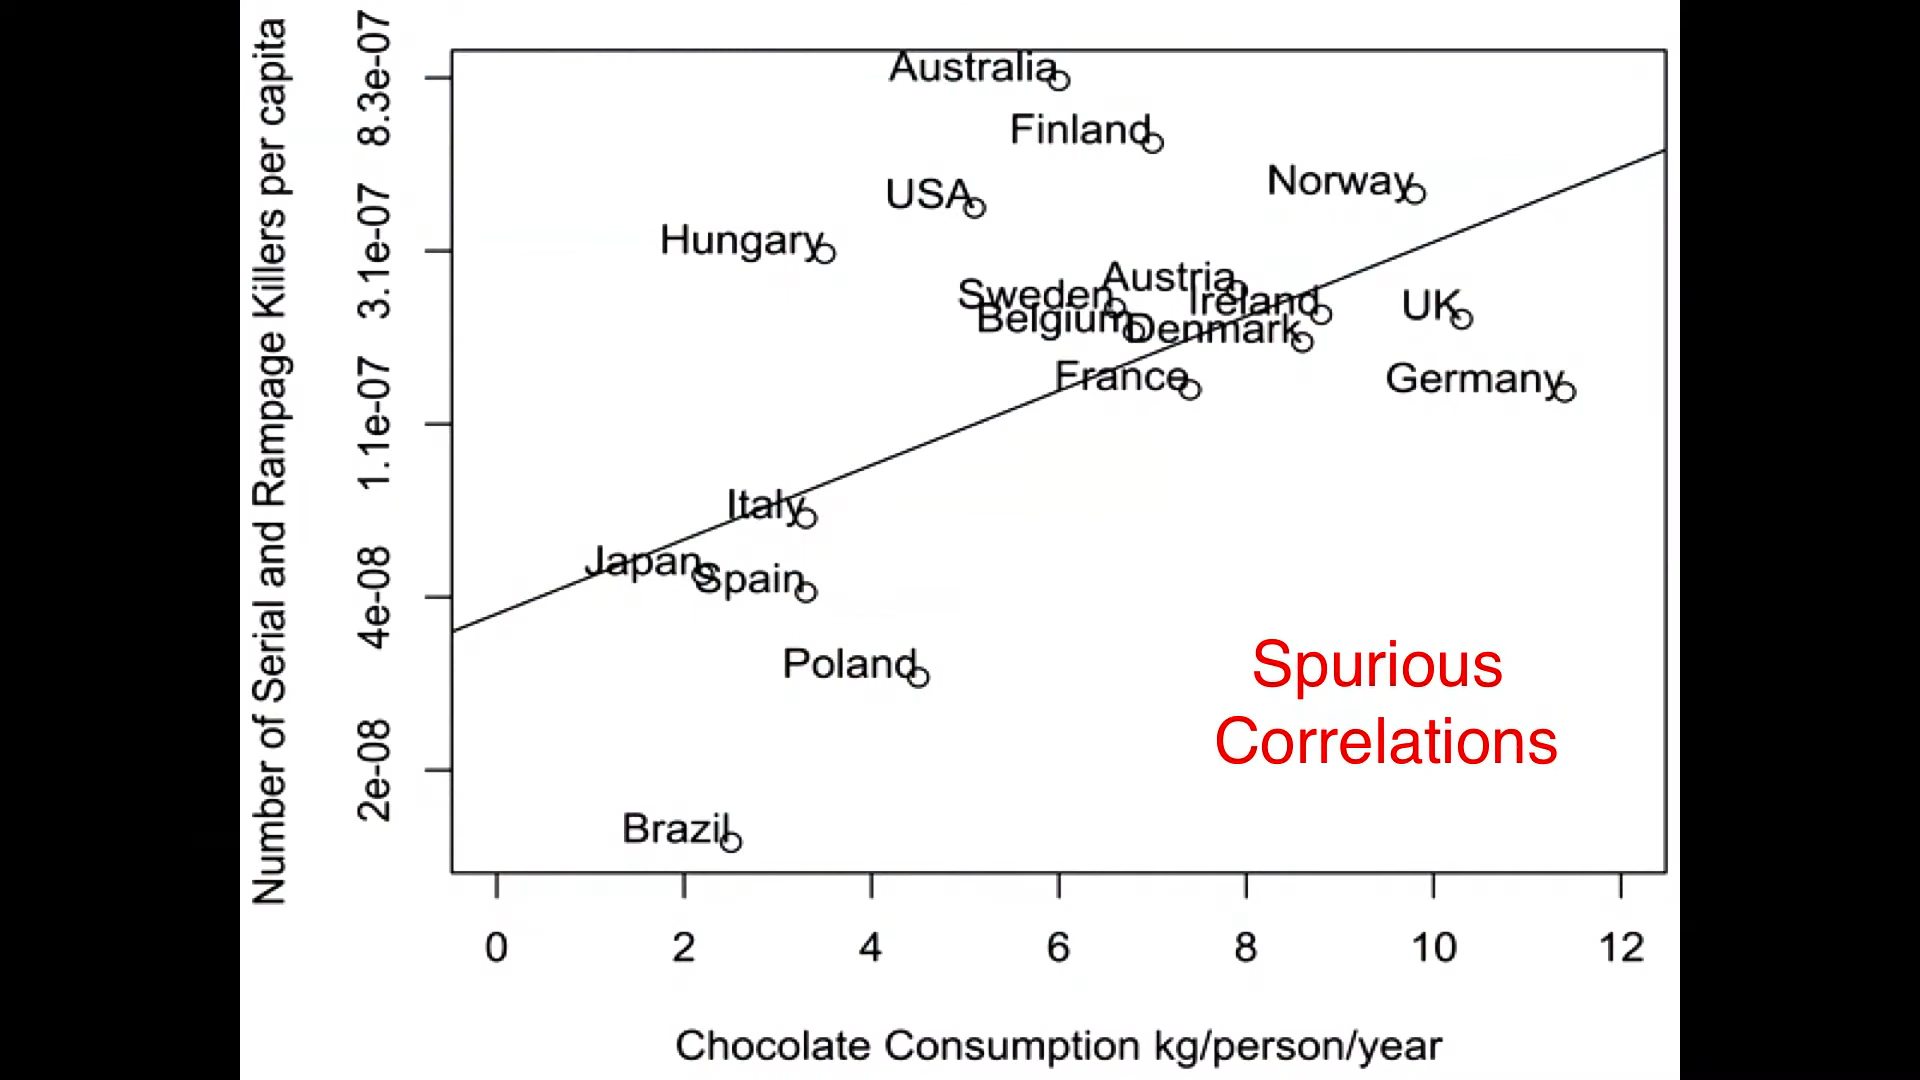 Number of Serial and Rampage Killers per capita
8.3e-07
3.1e-07
1.1e-07
4e-08
2e-08
Australia
Finland
Norway
USA
Hungary
Austria
Sweden
Ireland
UK
Belgium
Denmark
France
Germany
Italy
Japan
Spain
Poland
Brazil
Spurious
Correlations
0 2 4 6 8 10 12
Chocolate Consumption kg/person/year